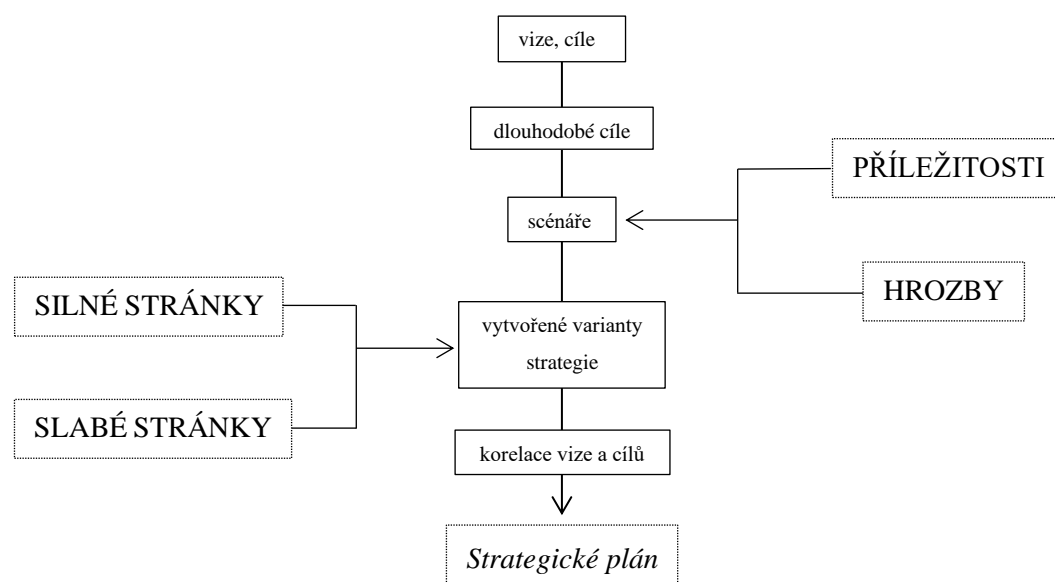 vize, cíle
dlouhodobé cíle
PŘÍLEŽITOSTI
scénáře
HROZBY
SILNÉ STRÁNKY
vytvořené varianty
strategie
SLABÉ STRÁNKY
korelace vize a cílů
Strategické plán